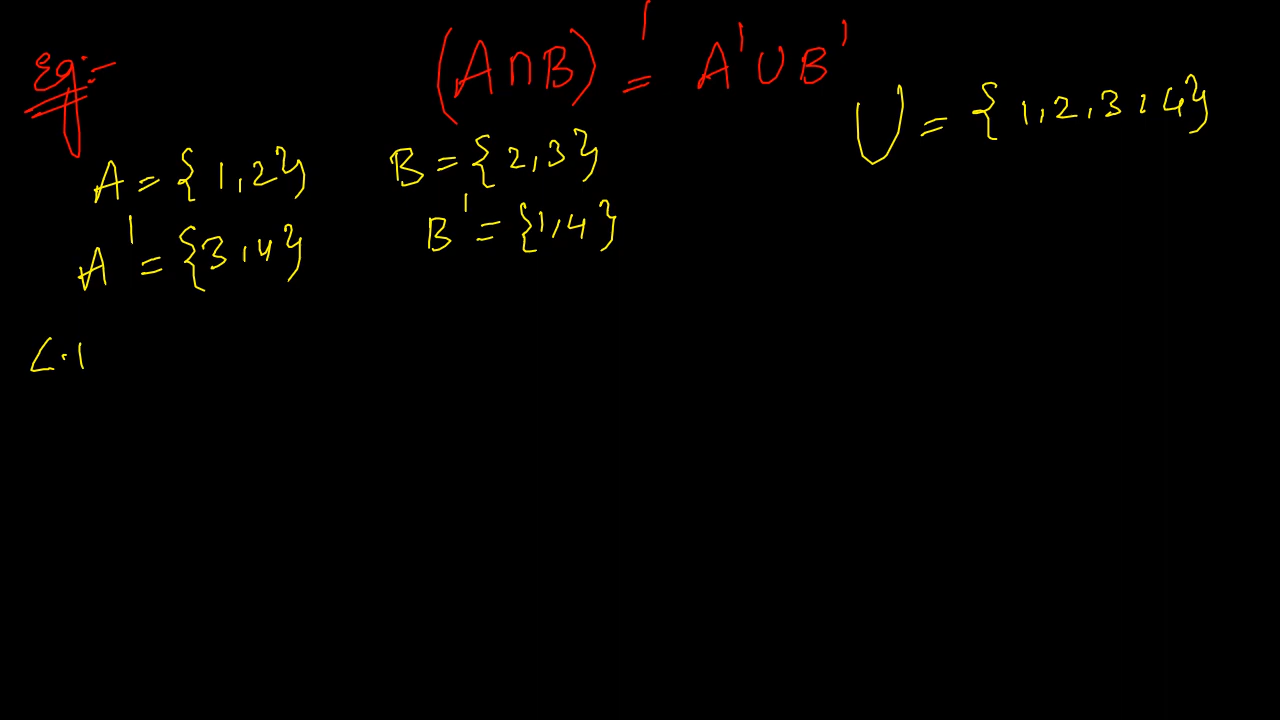 Eg:-
(A∩B)' = A'∪B'
U = {1,2,3,4}
A = {1,2} B = {2,3}
A' = {3,4} B' = {1,4}
L.